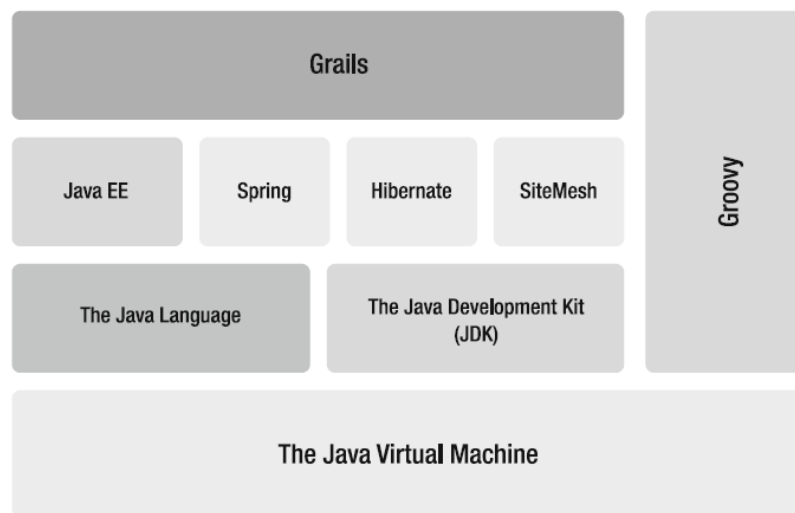 Grails
Java EE
Spring
Hibernate
SiteMesh
Groovy
The Java Language
The Java Development Kit
(JDK)
The Java Virtual Machine